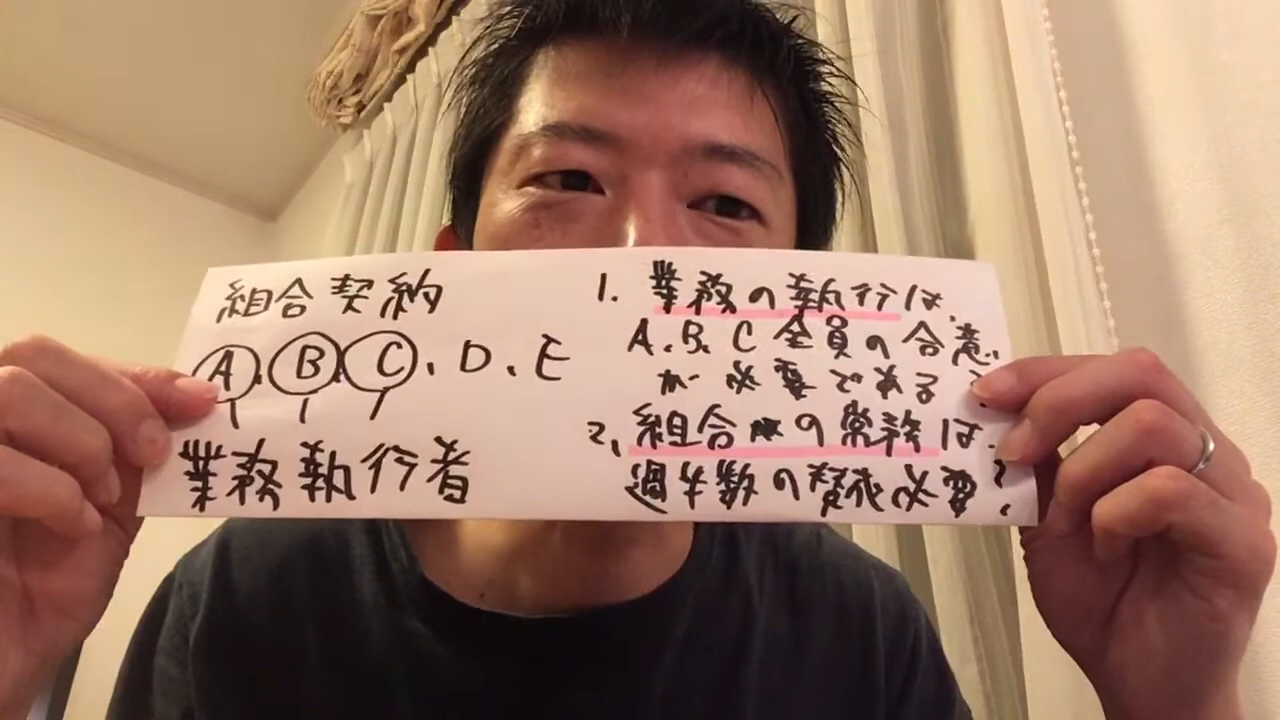 組合契約
A、B、C、D、E
業務執行者
1. 業務の執行は、
A、B、C全員の合意
が必要である?
2、組合の常務は、
過半数の賛成必要?